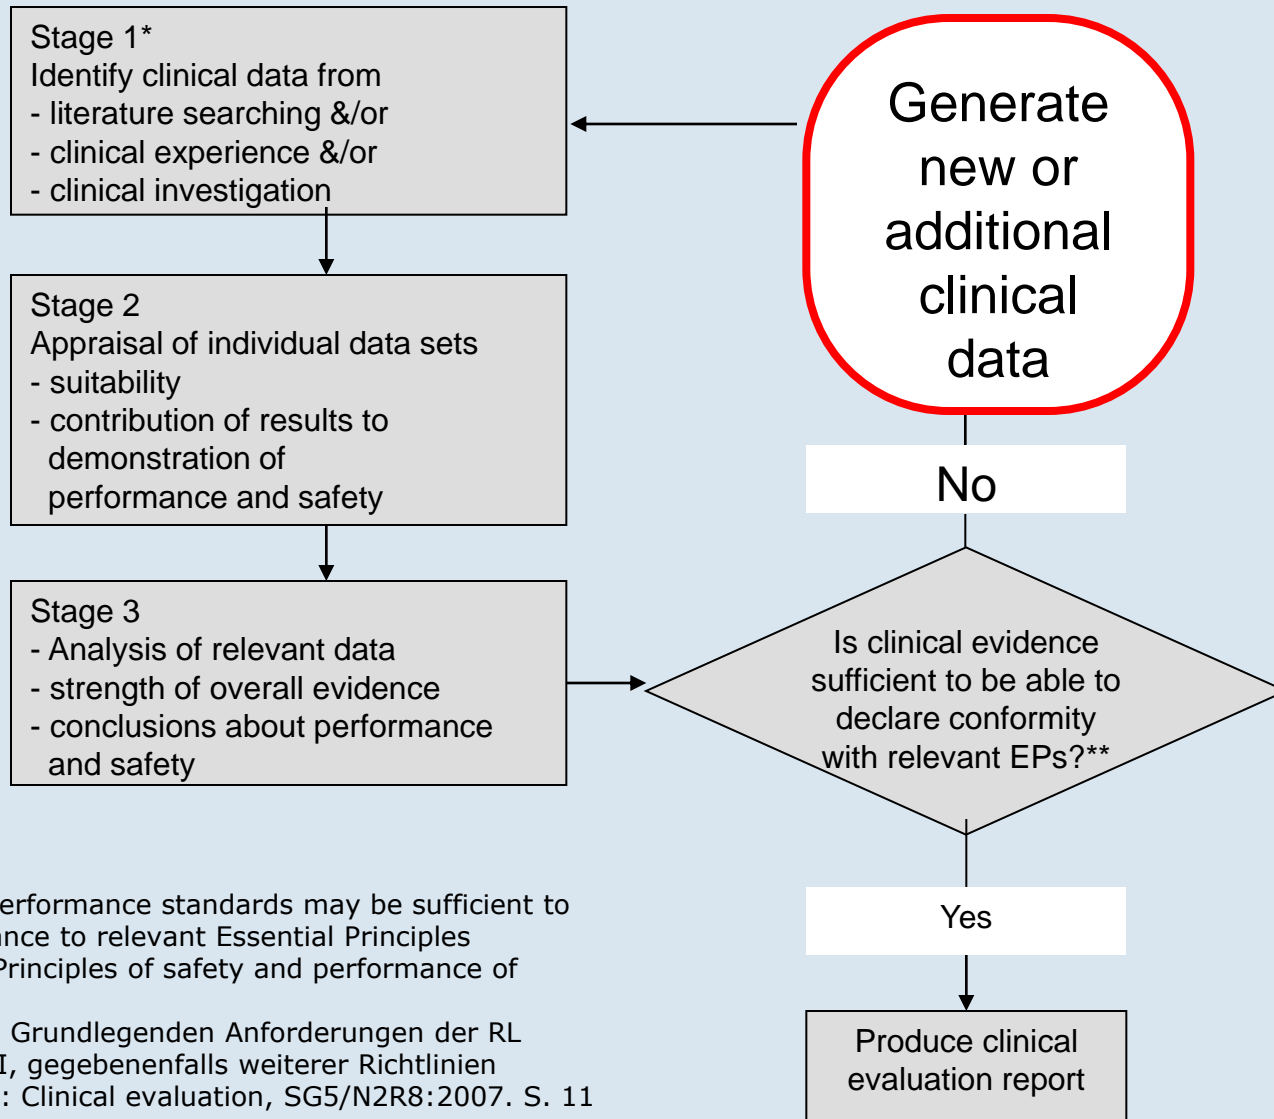 Stage 1*
Identify clinical data from
- literature searching &/or
- clinical experience &/or
- clinical investigation
Generate
new or
additional
clinical
data
Stage 2
Appraisal of individual data sets
- suitability
- contribution of results to
demonstration of
performance and safety
No
Stage 3
- Analysis of relevant data
- strength of overall evidence
- conclusions about performance
and safety
Is clinical evidence
sufficient to be able to
declare conformity
with relevant EPs?**
Yes
Produce clinical
evaluation report
erformance standards may be sufficient to
ance to relevant Essential Principles
Principles of safety and performance of
Grundlegenden Anforderungen der RL
I, gegebenenfalls weiterer Richtlinien
: Clinical evaluation, SG5/N2R8:2007. S. 11